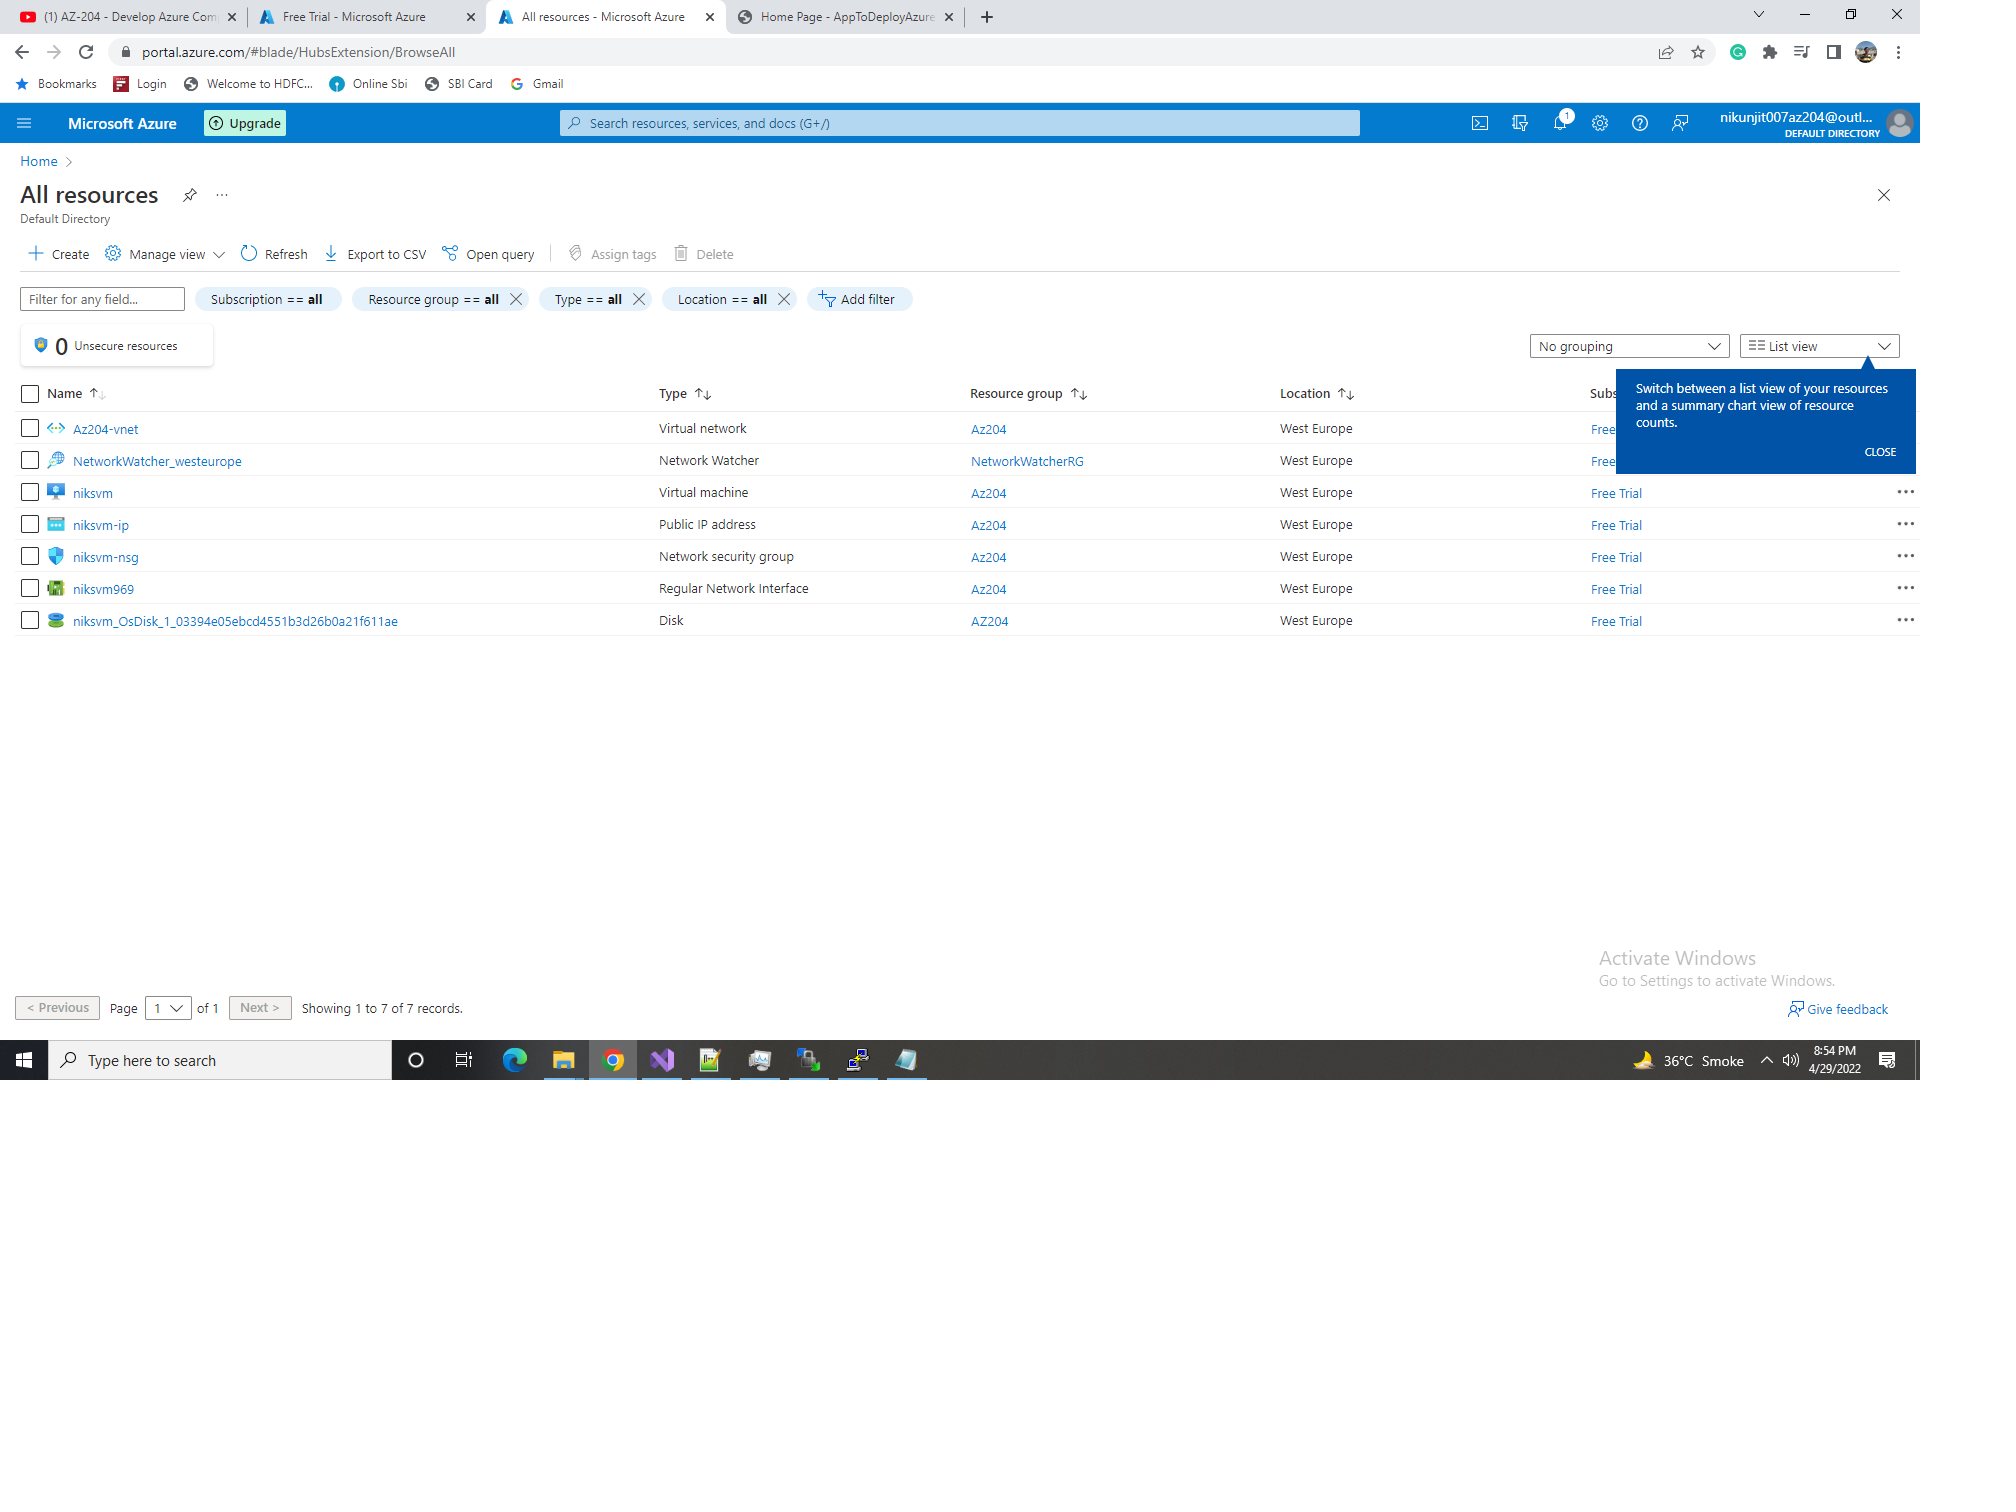 (1) AZ-204 - Develop Azure Com
Free Trial - Microsoft Azure
All resources - Microsoft Azure
Home Page - AppToDeployAzure
portal.azure.com/#blade/HubsExtension/BrowseAll
Bookmarks Login Welcome to HDFC... Online Sbi SBI Card Gmail
Microsoft Azure Upgrade Search resources, services, and docs (G+/) 1 nikunjit007az204@outl...
DEFAULT DIRECTORY
Home >
All resources ...
Default Directory
Create Manage view Refresh Export to CSV Open query Assign tags Delete
Filter for any field... Subscription == all Resource group == all Type == all Location == all Add filter
0 Unsecure resources No grouping List view
Name Type Resource group Location Subs
Switch between a list view of your resources
and a summary chart view of resource
counts.
CLOSE
Az204-vnet Virtual network Az204 West Europe Free
NetworkWatcher_westeurope Network Watcher NetworkWatcherRG West Europe Free
niksvm Virtual machine Az204 West Europe Free Trial
niksvm-ip Public IP address Az204 West Europe Free Trial
niksvm-nsg Network security group Az204 West Europe Free Trial
niksvm969 Regular Network Interface Az204 West Europe Free Trial
niksvm_OsDisk_1_03394e05ebcd4551b3d26b0a21f611ae Disk AZ204 West Europe Free Trial
Activate Windows
Go to Settings to activate Windows.
< Previous Page 1 of 1 Next > Showing 1 to 7 of 7 records.
Give feedback
Type here to search
36°C Smoke
8:54 PM
4/29/2022